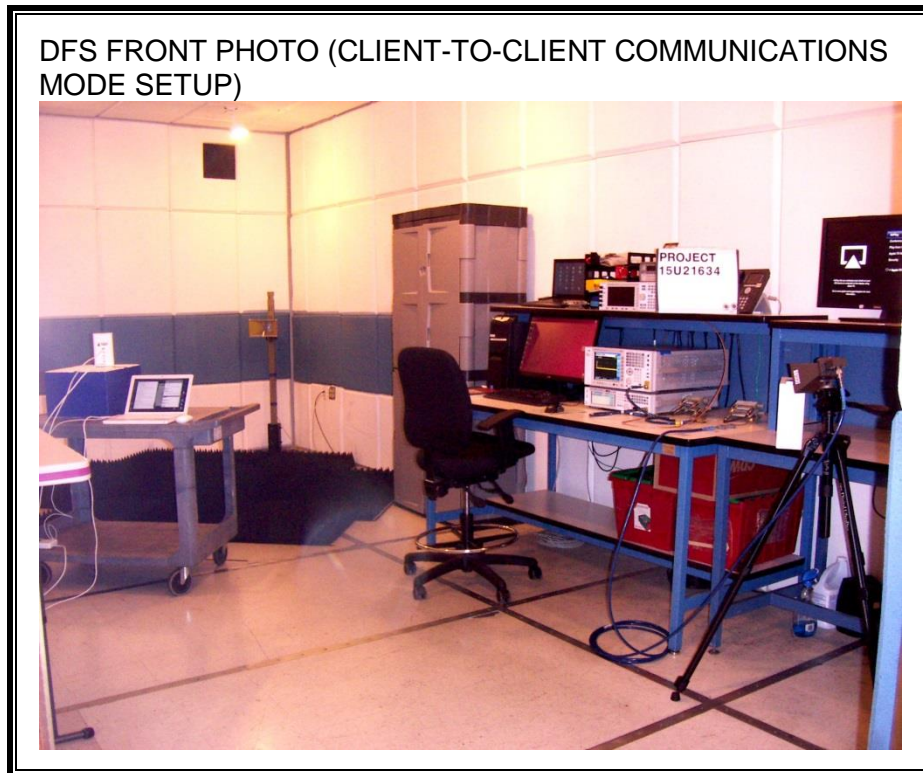 DFS FRONT PHOTO (CLIENT-TO-CLIENT COMMUNICATIONS
MODE SETUP)
PROJECT
15U21634